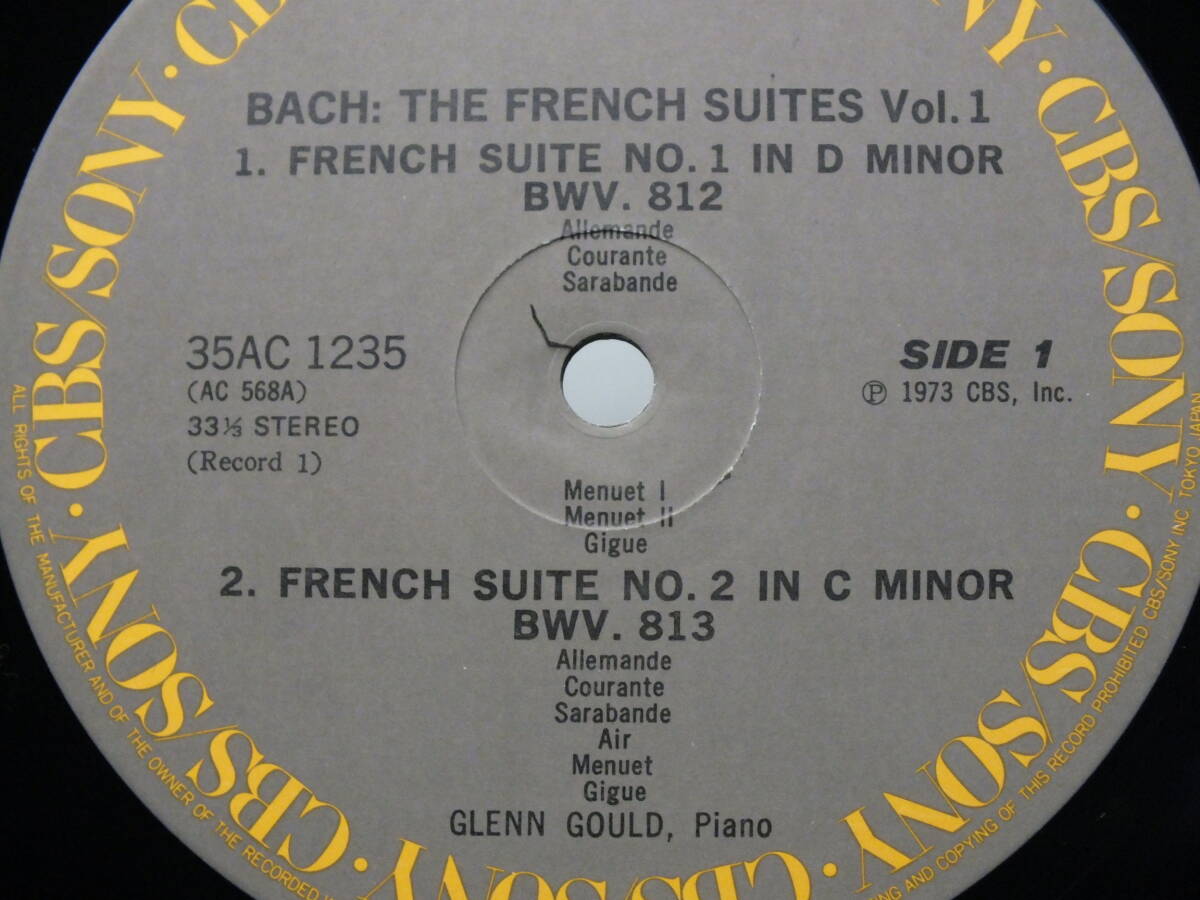 BACH: THE FRENCH SUITES Vol. 1
1. FRENCH SUITE NO. 1 IN D MINOR
BWV. 812
Allemande
Courante
Sarabande
35AC 1235
(AC 568A)
33⅓ STEREO
(Record 1)
SIDE 1
Ⓟ 1973 CBS, Inc.
Menuet I
Menuet II
Gigue
2. FRENCH SUITE NO. 2 IN C MINOR
BWV. 813
Allemande
Courante
Sarabande
Air
Menuet
Gigue
GLENN GOULD, Piano
CBS/SONY · CBS/SONY · CBS/SONY · CBS/SONY · CBS/SONY · CBS/SONY · CBS/SONY
ALL RIGHTS OF THE MANUFACTURER AND OF THE OWNER OF THE RECORDED
AND COPYING OF THIS RECORD PROHIBITED CBS/SONY INC TOKYO JAPAN